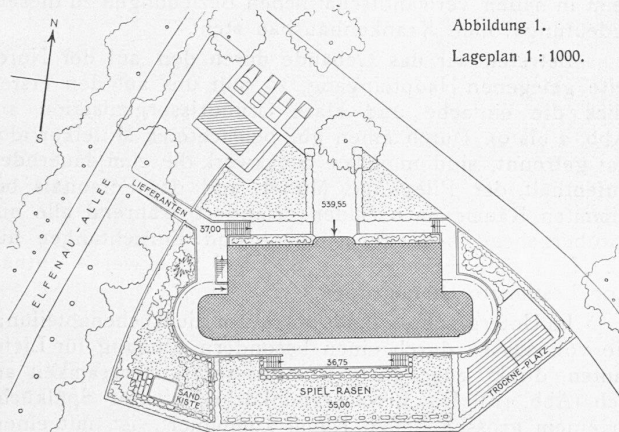 Abbildung 1.
Lageplan 1 : 1000.
N
S
ELFENAU-ALLEE
LIEFERANTEN
539,55
37,00
36,75
SPIEL-RASEN
35,00
SAND
KISTE
TROCKNE-PLATZ